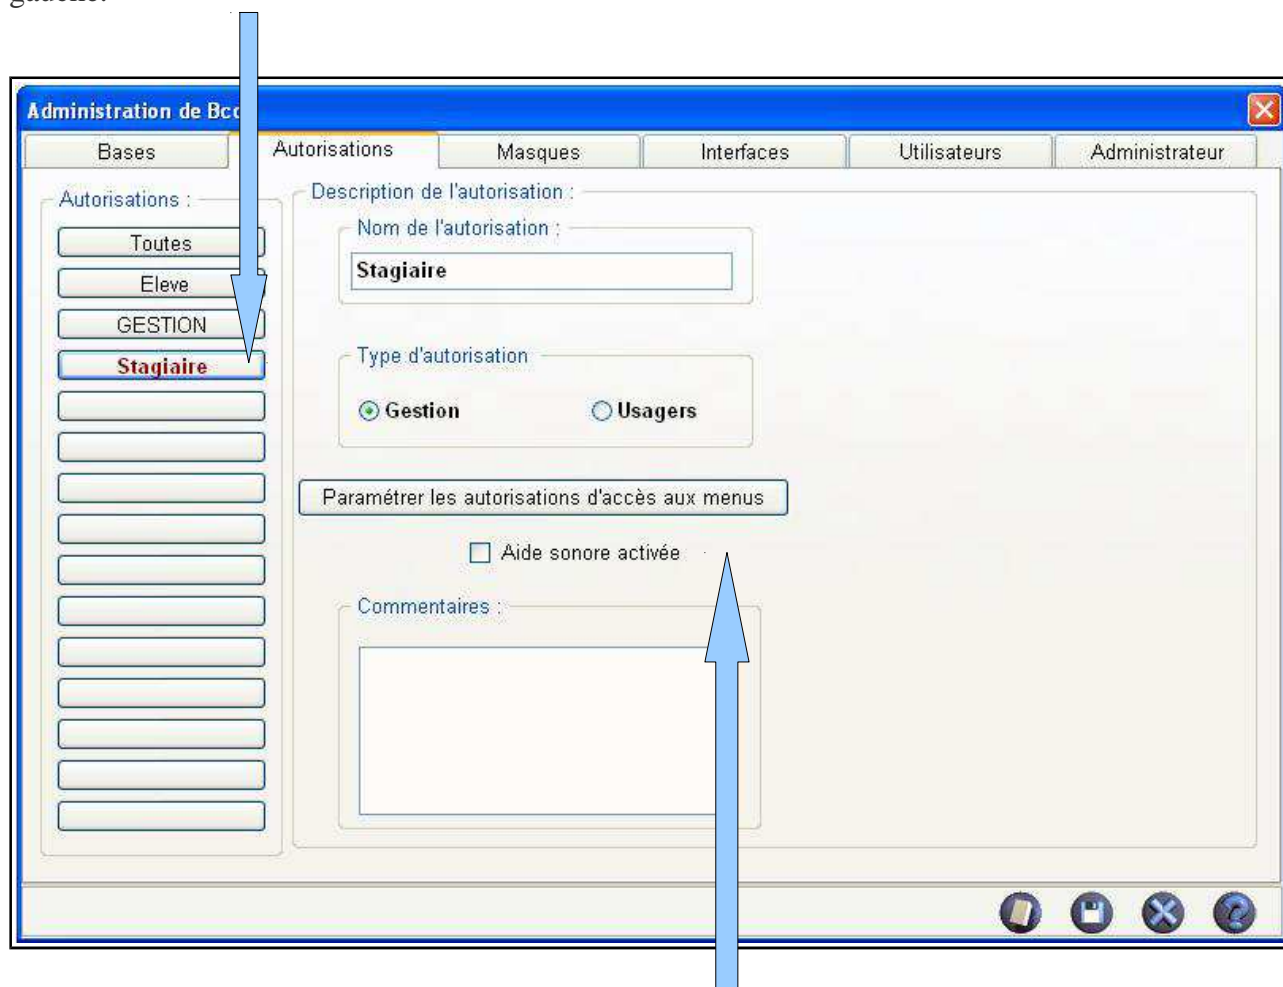 Administration de Bc
Bases Autorisations Masques Interfaces Utilisateurs Administrateur
Autorisations :
Toutes
Eleve
GESTION
Stagiaire
Description de l'autorisation :
Nom de l'autorisation :
Stagiaire
Type d'autorisation
Gestion Usagers
Paramétrer les autorisations d'accès aux menus
Aide sonore activée
Commentaires :